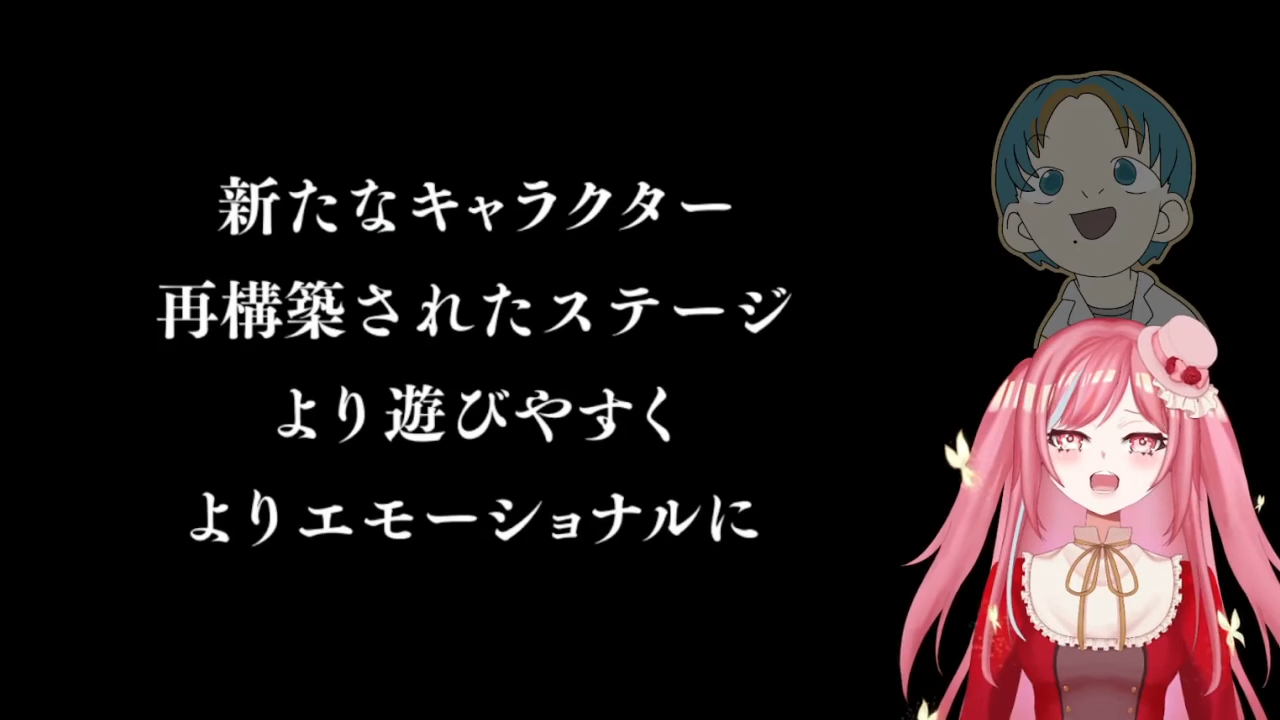 新たなキャラクター
再構築されたステージ
より遊びやすく
よりエモーショナルに